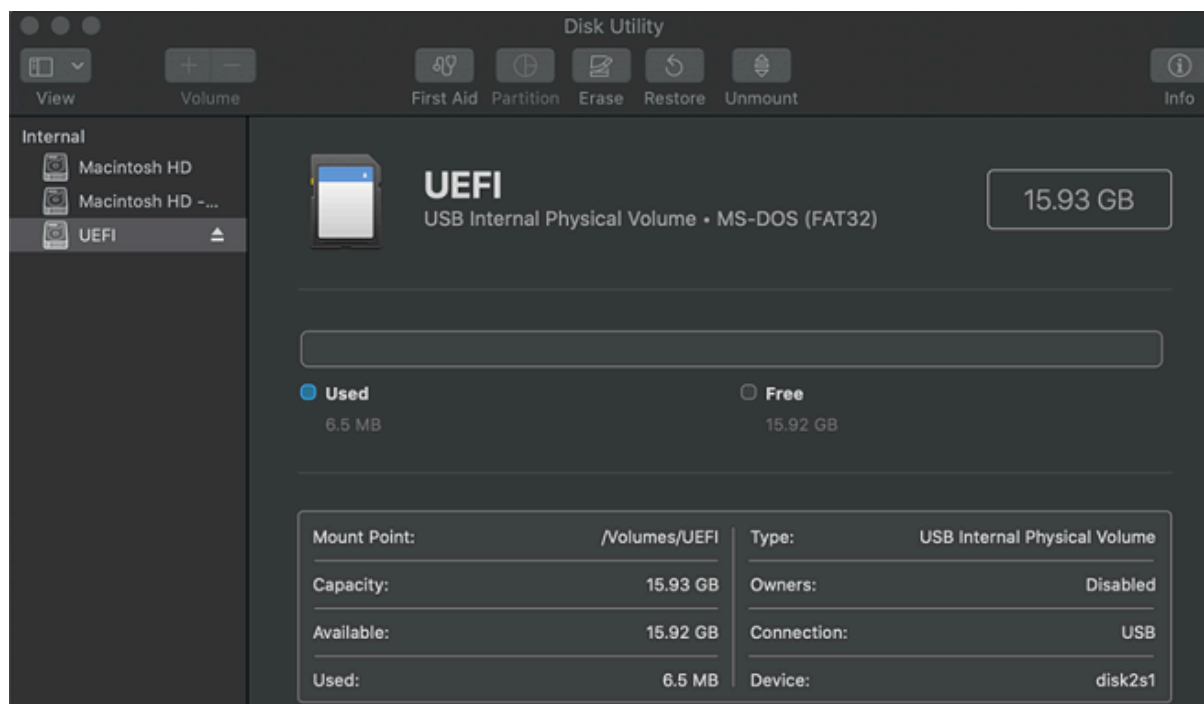 Disk Utility
View
Volume
First Aid
Partition
Erase
Restore
Unmount
Info
Internal
Macintosh HD
Macintosh HD -...
UEFI
UEFI
USB Internal Physical Volume • MS-DOS (FAT32)
15.93 GB
Used
6.5 MB
Free
15.92 GB
Mount Point: /Volumes/UEFI
Type: USB Internal Physical Volume
Capacity: 15.93 GB
Owners: Disabled
Available: 15.92 GB
Connection: USB
Used: 6.5 MB
Device: disk2s1